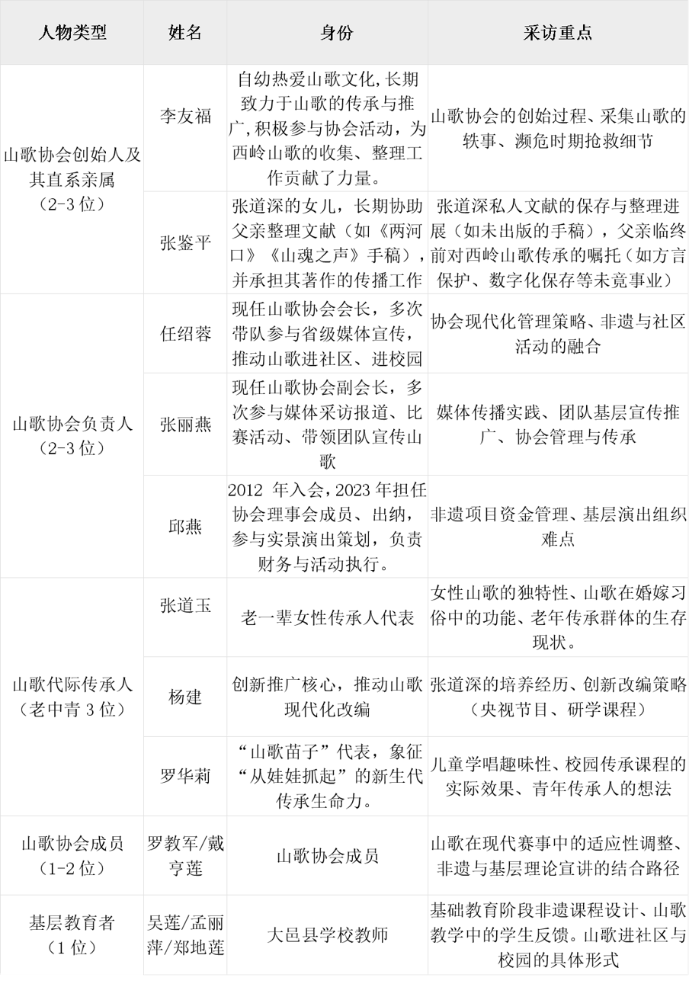 人物类型 姓名 身份 采访重点
山歌协会创始人及
其直系亲属
（2-3 位）
李友福
自幼热爱山歌文化,长期
致力于山歌的传承与推
广,积极参与协会活动，为
西岭山歌的收集、整理工
作贡献了力量。
山歌协会的创始过程、采集山歌的
轶事、濒危时期抢救细节
张鉴平
张道深的女儿，长期协助
父亲整理文献（如《两河
口》《山魂之声》手稿），
并承担其著作的传播工作
张道深私人文献的保存与整理进
展（如未出版的手稿），父亲临终
前对西岭山歌传承的嘱托（如方言
保护、数字化保存等未竟事业）
山歌协会负责人
（2-3 位）
任绍蓉
现任山歌协会会长，多次
带队参与省级媒体宣传，
推动山歌进社区、进校园
协会现代化管理策略、非遗与社区
活动的融合
张丽燕
现任山歌协会副会长，多
次参与媒体采访报道、比
赛活动、带领团队宣传山
歌
媒体传播实践、团队基层宣传推
广、协会管理与传承
邱燕
2012 年入会，2023 年担任
协会理事会成员、出纳，
参与实景演出策划，负责
财务与活动执行。
非遗项目资金管理、基层演出组织
难点
山歌代际传承人
（老中青 3 位）
张道玉
老一辈女性传承人代表
女性山歌的独特性、山歌在婚嫁习
俗中的功能、老年传承群体的生存
现状。
杨建
创新推广核心，推动山歌
现代化改编
张道深的培养经历、创新改编策略
（央视节目、研学课程）
罗华莉
“山歌苗子”代表，象征
“从娃娃抓起”的新生代
传承生命力。
儿童学唱趣味性、校园传承课程的
实际效果、青年传承人的想法
山歌协会成员
（1-2 位）
罗教军/戴
亨莲
山歌协会成员
山歌在现代赛事中的适应性调整、
非遗与基层理论宣讲的结合路径
基层教育者
（1 位）
吴莲/孟丽
萍/郑地莲
大邑县学校教师
基础教育阶段非遗课程设计、山歌
教学中的学生反馈。山歌进社区与
校园的具体形式